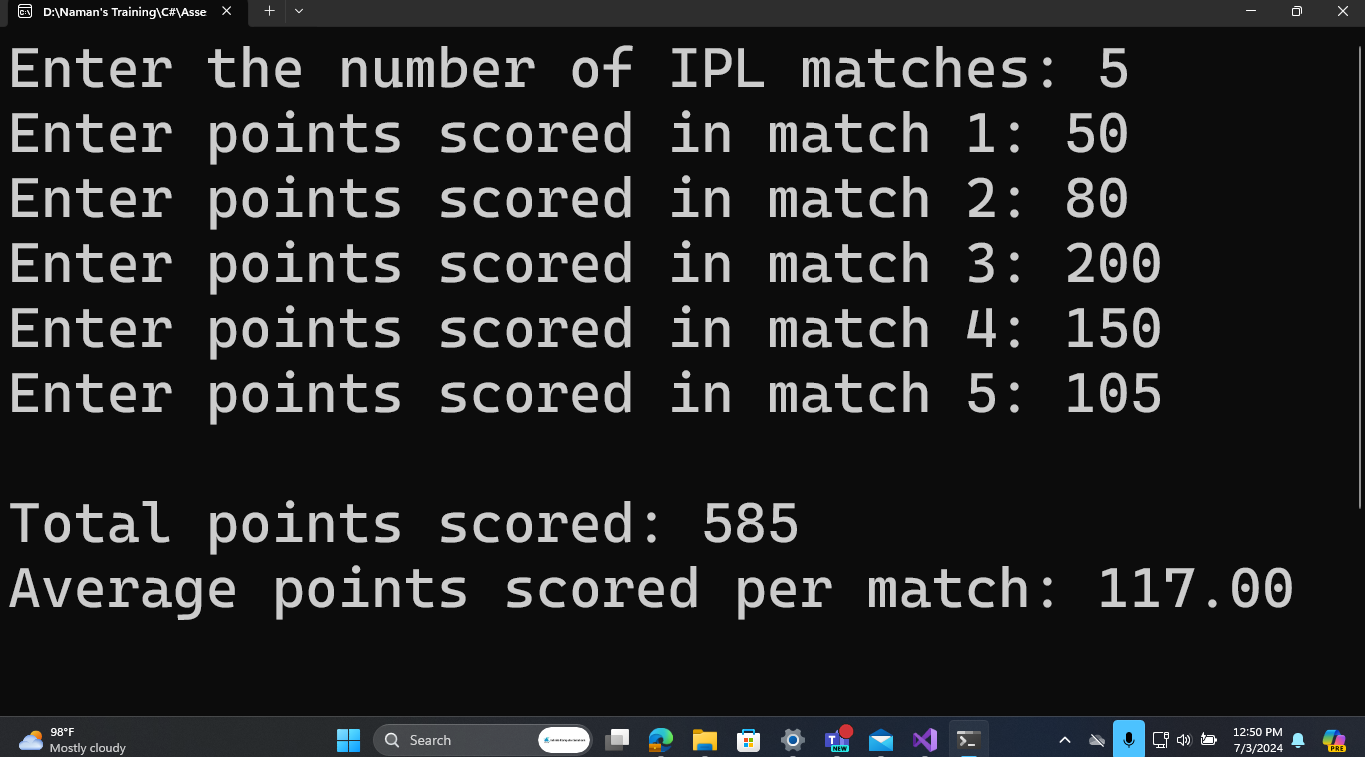 D:\Naman's Training\C#\Asse
Enter the number of IPL matches: 5
Enter points scored in match 1: 50
Enter points scored in match 2: 80
Enter points scored in match 3: 200
Enter points scored in match 4: 150
Enter points scored in match 5: 105
Total points scored: 585
Average points scored per match: 117.00
98°F
Mostly cloudy
Search
NEW
12:50 PM
7/3/2024
PRE